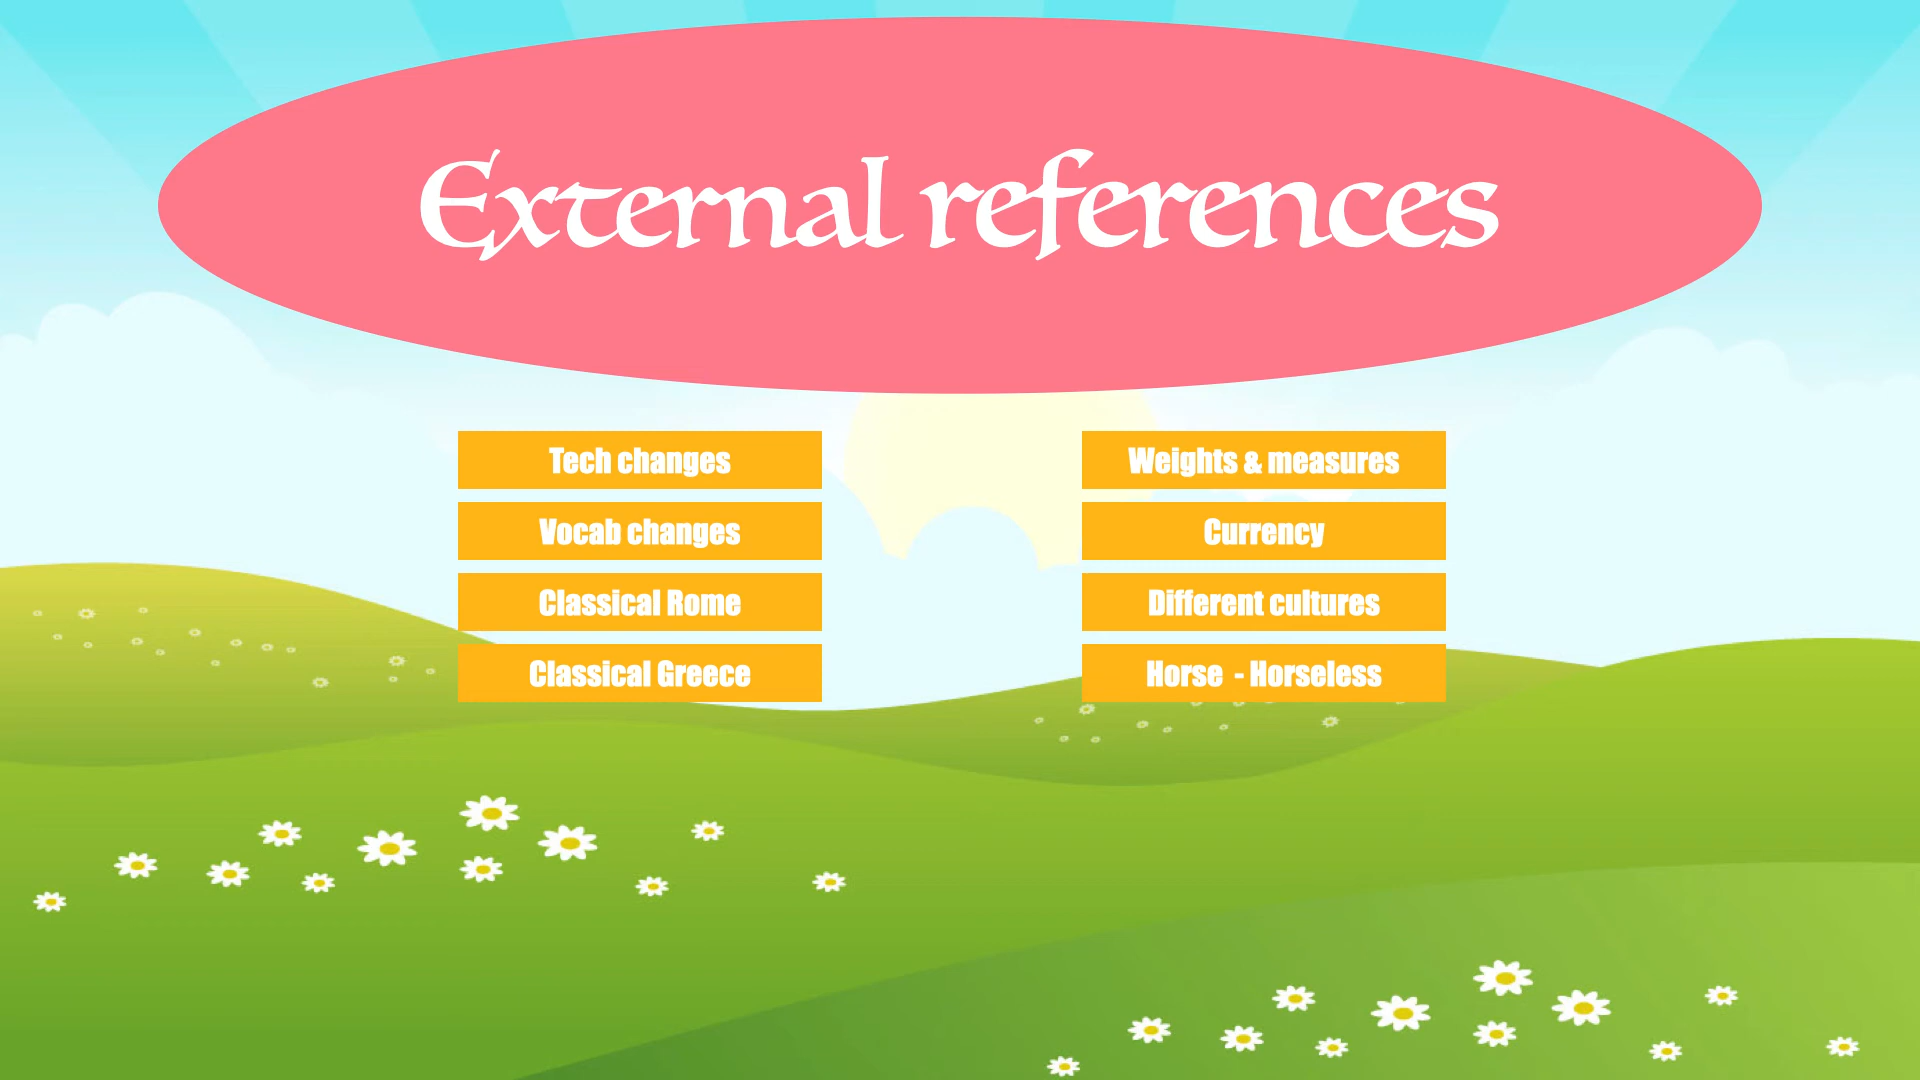 External references
Tech changes
Vocab changes
Classical Rome
Classical Greece
Weights & measures
Currency
Different cultures
Horse  - Horseless